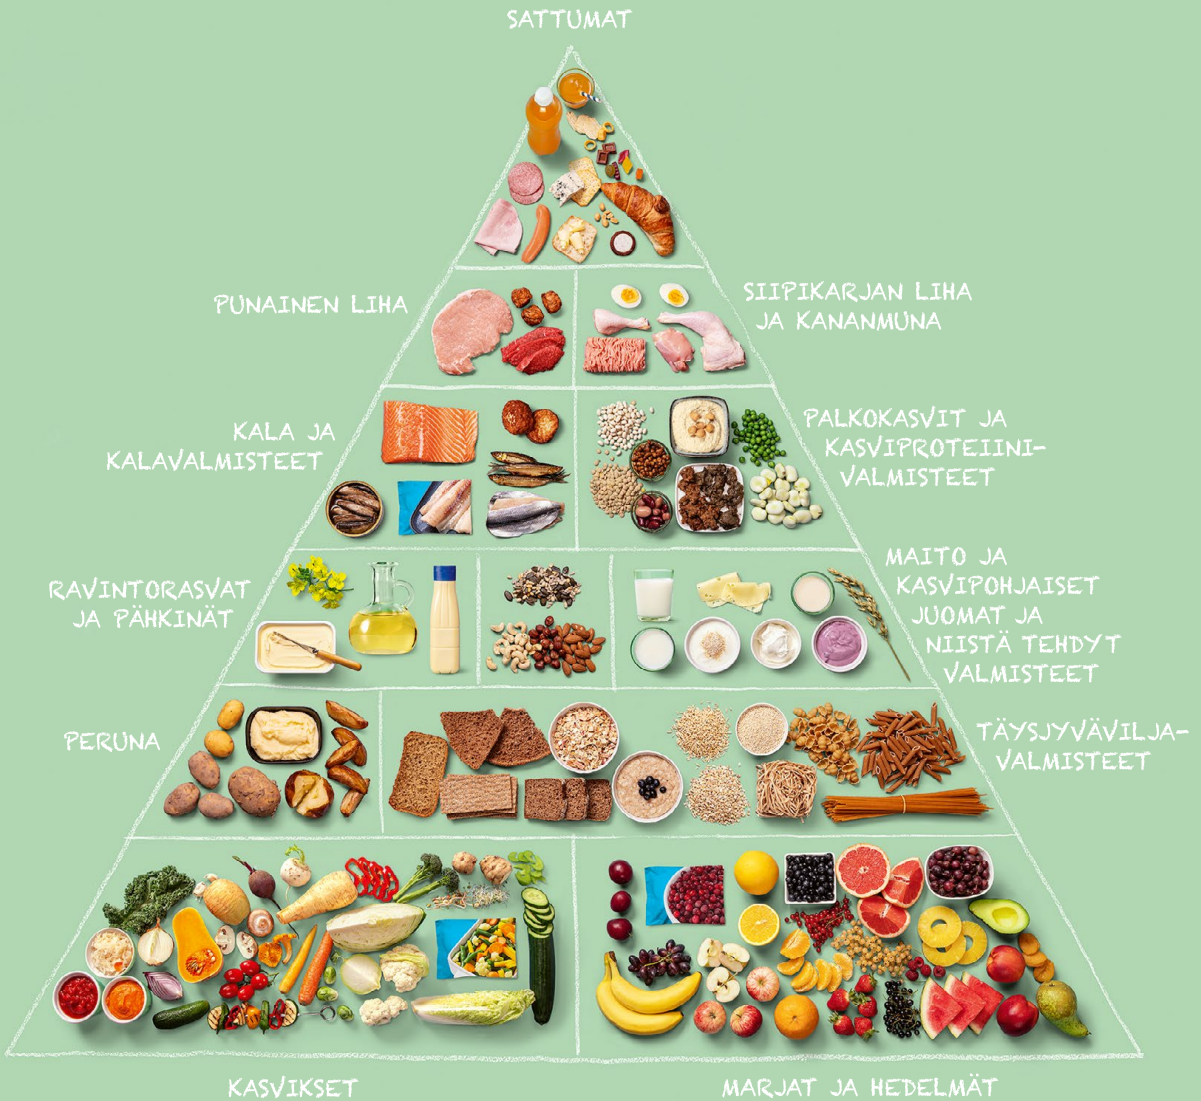 SATTUMAT
PUNAINEN LIHA
SIIPIKARJAN LIHA
JA KANANMUNA
KALA JA
KALAVALMISTEET
PALKOKASVIT JA
KASVIPROTEIINI-
VALMISTEET
RAVINTORASVAT
JA PÄHKINÄT
MAITO JA
KASVIPOHJAISET
JUOMAT JA
NIISTÄ TEHDYT
VALMISTEET
PERUNA
TÄYSJYVÄVILJA-
VALMISTEET
KASVIKSET
MARJAT JA HEDELMÄT